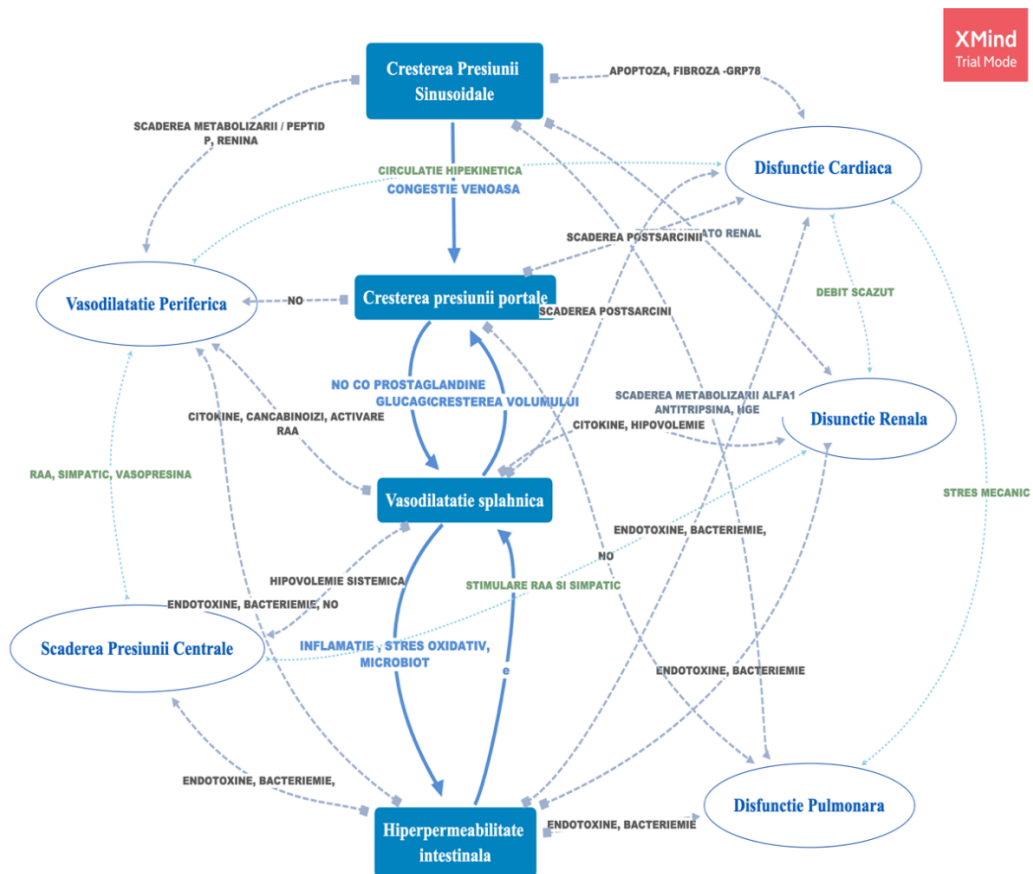 XMind
Trial Mode
Cresterea Presiunii
Sinusoidale
APOPTOZA, FIBROZA -GRP78
SCADEREA METABOLIZARII / PEPTID
P, RENINA
CIRCULATIE HIPEKINETICA
CONGESTIE VENOASA
Disfunctie Cardiaca
SCADEREA POSTSARCINII
ATO RENAL
Vasodilatatie Periferica
NO
Cresterea presiunii portale
DEBIT SCAZUT
SCADEREA POSTSARCINI
NO CO PROSTAGLANDINE
CRESTEREA VOLUMULUI
SCADEREA METABOLIZARII ALFA1
ANTITRIPSINA, HGE
CITOKINE, CANCABINOIZI, ACTIVARE
RAA
CITOKINE, HIPOVOLEMIE
Disunctie Renala
RAA, SIMPATIC, VASOPRESINA
Vasodilatatie splahnica
STRES MECANIC
ENDOTOXINE, BACTERIEMIE,
NO
HIPOVOLEMIE SISTEMICA
STIMULARE RAA SI SIMPATIC
ENDOTOXINE, BACTERIEMIE, NO
Scaderea Presiunii Centrale
INFLAMATIE , STRES OXIDATIV,
MICROBIOT
e
ENDOTOXINE, BACTERIEMIE
ENDOTOXINE, BACTERIEMIE,
Disfunctie Pulmonara
Hiperpermeabilitate
intestinala
ENDOTOXINE, BACTERIEMIE